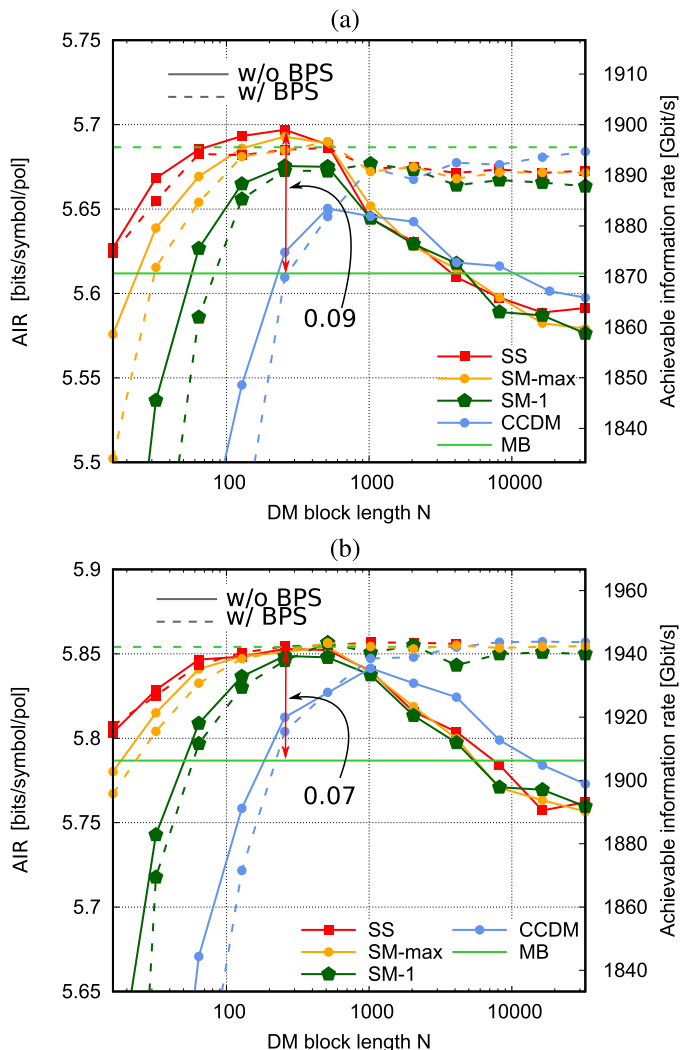 (a)
5.75
5.7
5.65
5.6
5.55
5.5
AIR [bits/symbol/pol]
w/o BPS
w/ BPS
0.09
SS
SM-max
SM-1
CCDM
MB
1910
1900
1890
1880
1870
1860
1850
1840
Achievable information rate [Gbit/s]
100 1000 10000
DM block length N
(b)
5.9
5.85
5.8
5.75
5.7
5.65
AIR [bits/symbol/pol]
w/o BPS
w/ BPS
0.07
SS CCDM
SM-max MB
SM-1
1960
1940
1920
1900
1880
1860
1840
Achievable information rate [Gbit/s]
100 1000 10000
DM block length N